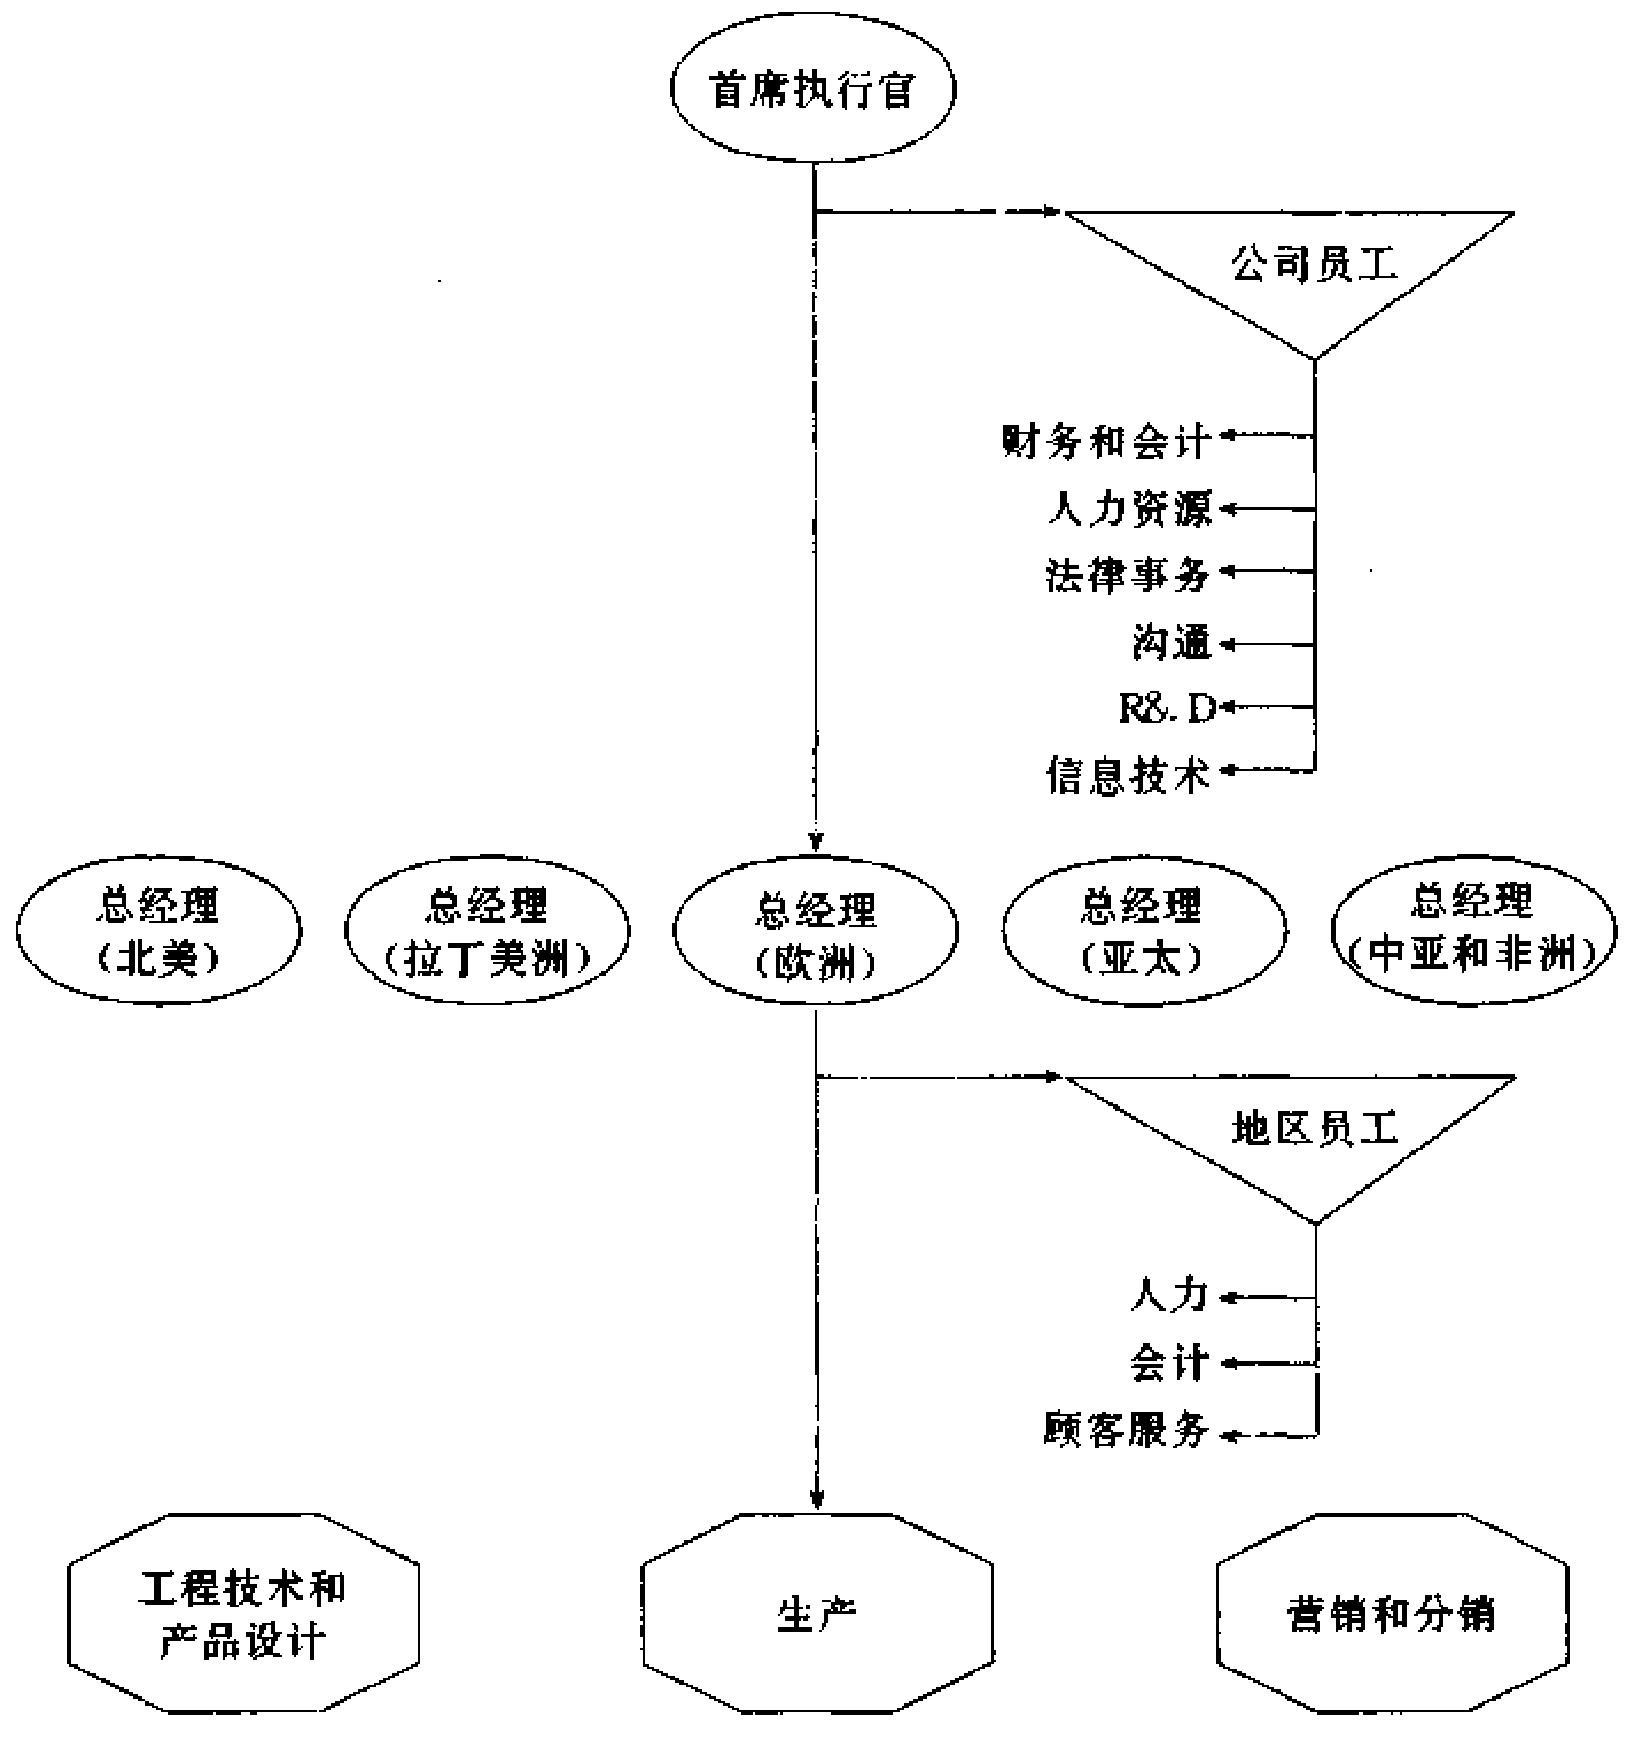 首席执行官
公司员工
财务和会计
人力资源
法律事务
沟通
R&.D
信息技术
总经理
(北美)
总经理
(拉丁美洲)
总经理
(欧洲)
总经理
(亚太)
总经理
(中亚和非洲)
地区员工
人力
会计
顾客服务
工程技术和
产品设计
生产
营销和分销